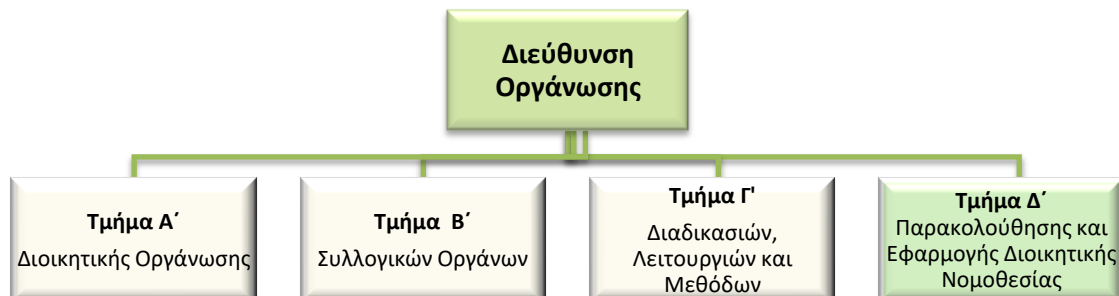 Διεύθυνση
Οργάνωσης
Τμήμα Α΄
Διοικητικής Οργάνωσης
Τμήμα Β΄
Συλλογικών Οργάνων
Τμήμα Γ'
Διαδικασιών,
Λειτουργιών και
Μεθόδων
Τμήμα Δ΄
Παρακολούθησης και
Εφαρμογής Διοικητικής
Νομοθεσίας